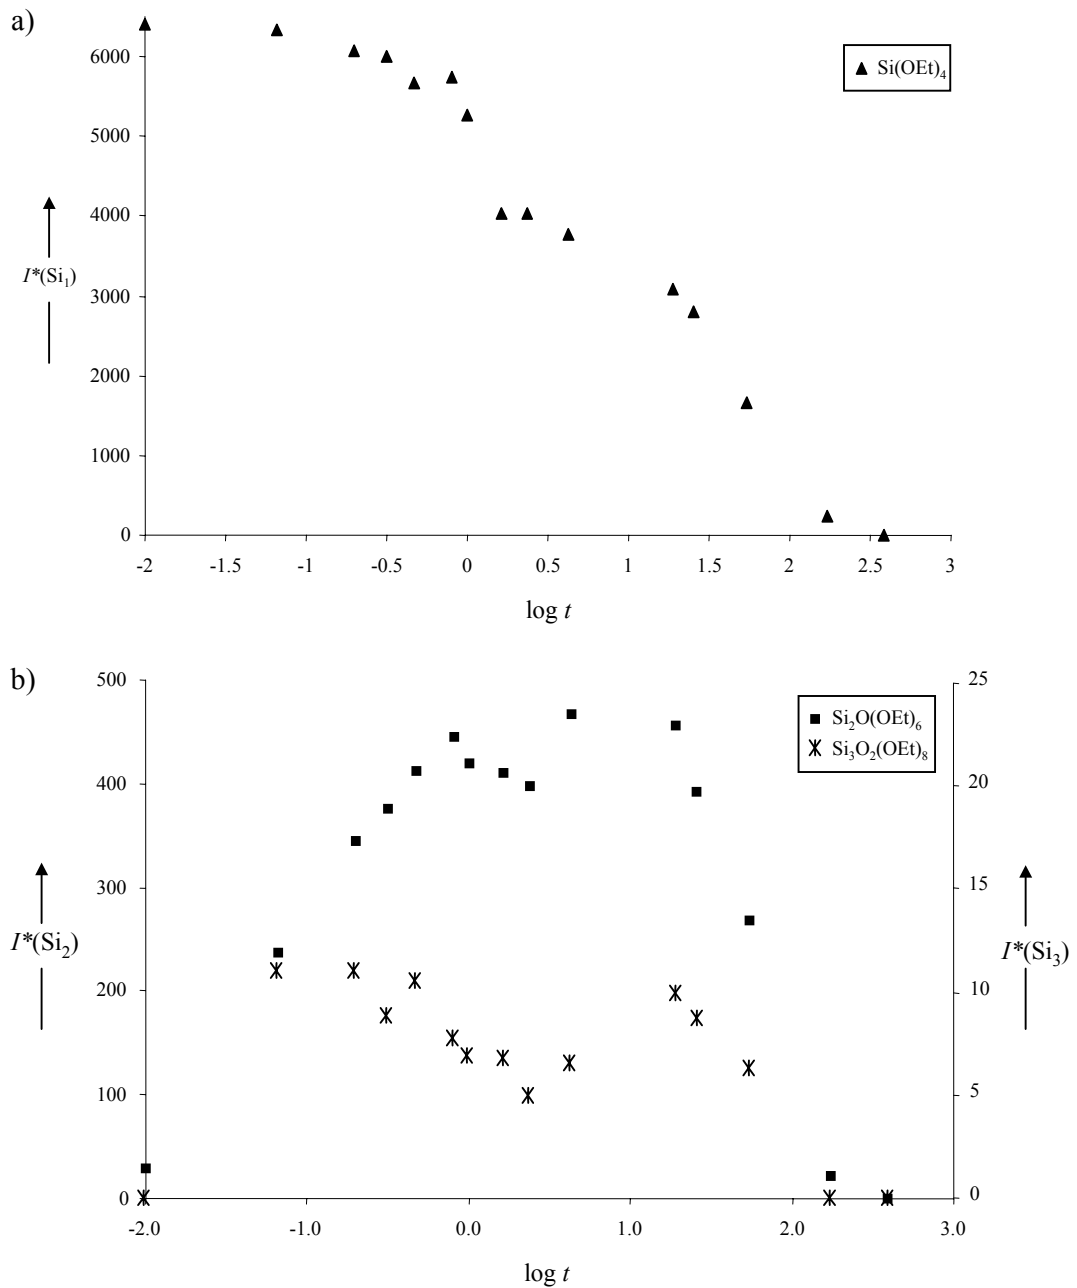 a)
6000
5000
4000
3000
2000
1000
0
I*(Si₁)
▲ Si(OEt)₄
-2 -1.5 -1 -0.5 0 0.5 1 1.5 2 2.5 3
log t
b)
500
400
300
200
100
0
I*(Si₂)
■ Si₂O(OEt)₆
Si₃O₂(OEt)₈
25
20
15
10
5
0
I*(Si₃)
-2.0 -1.0 0.0 1.0 2.0 3.0
log t